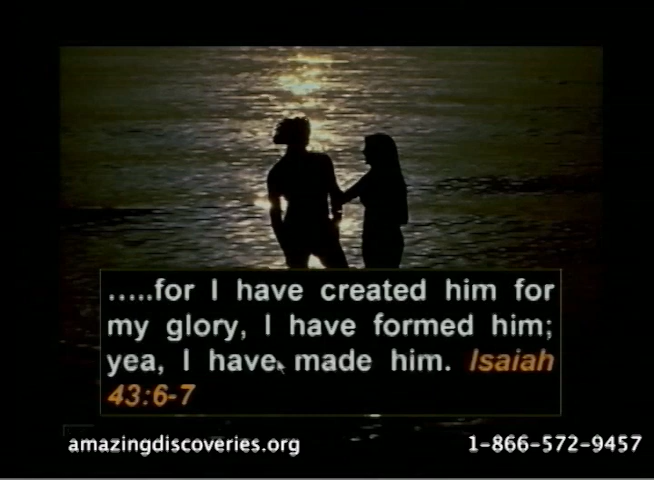 .....for I have created him for
my glory, I have formed him;
yea, I have made him. Isaiah
43:6-7
amazingdiscoveries.org 1-866-572-9457